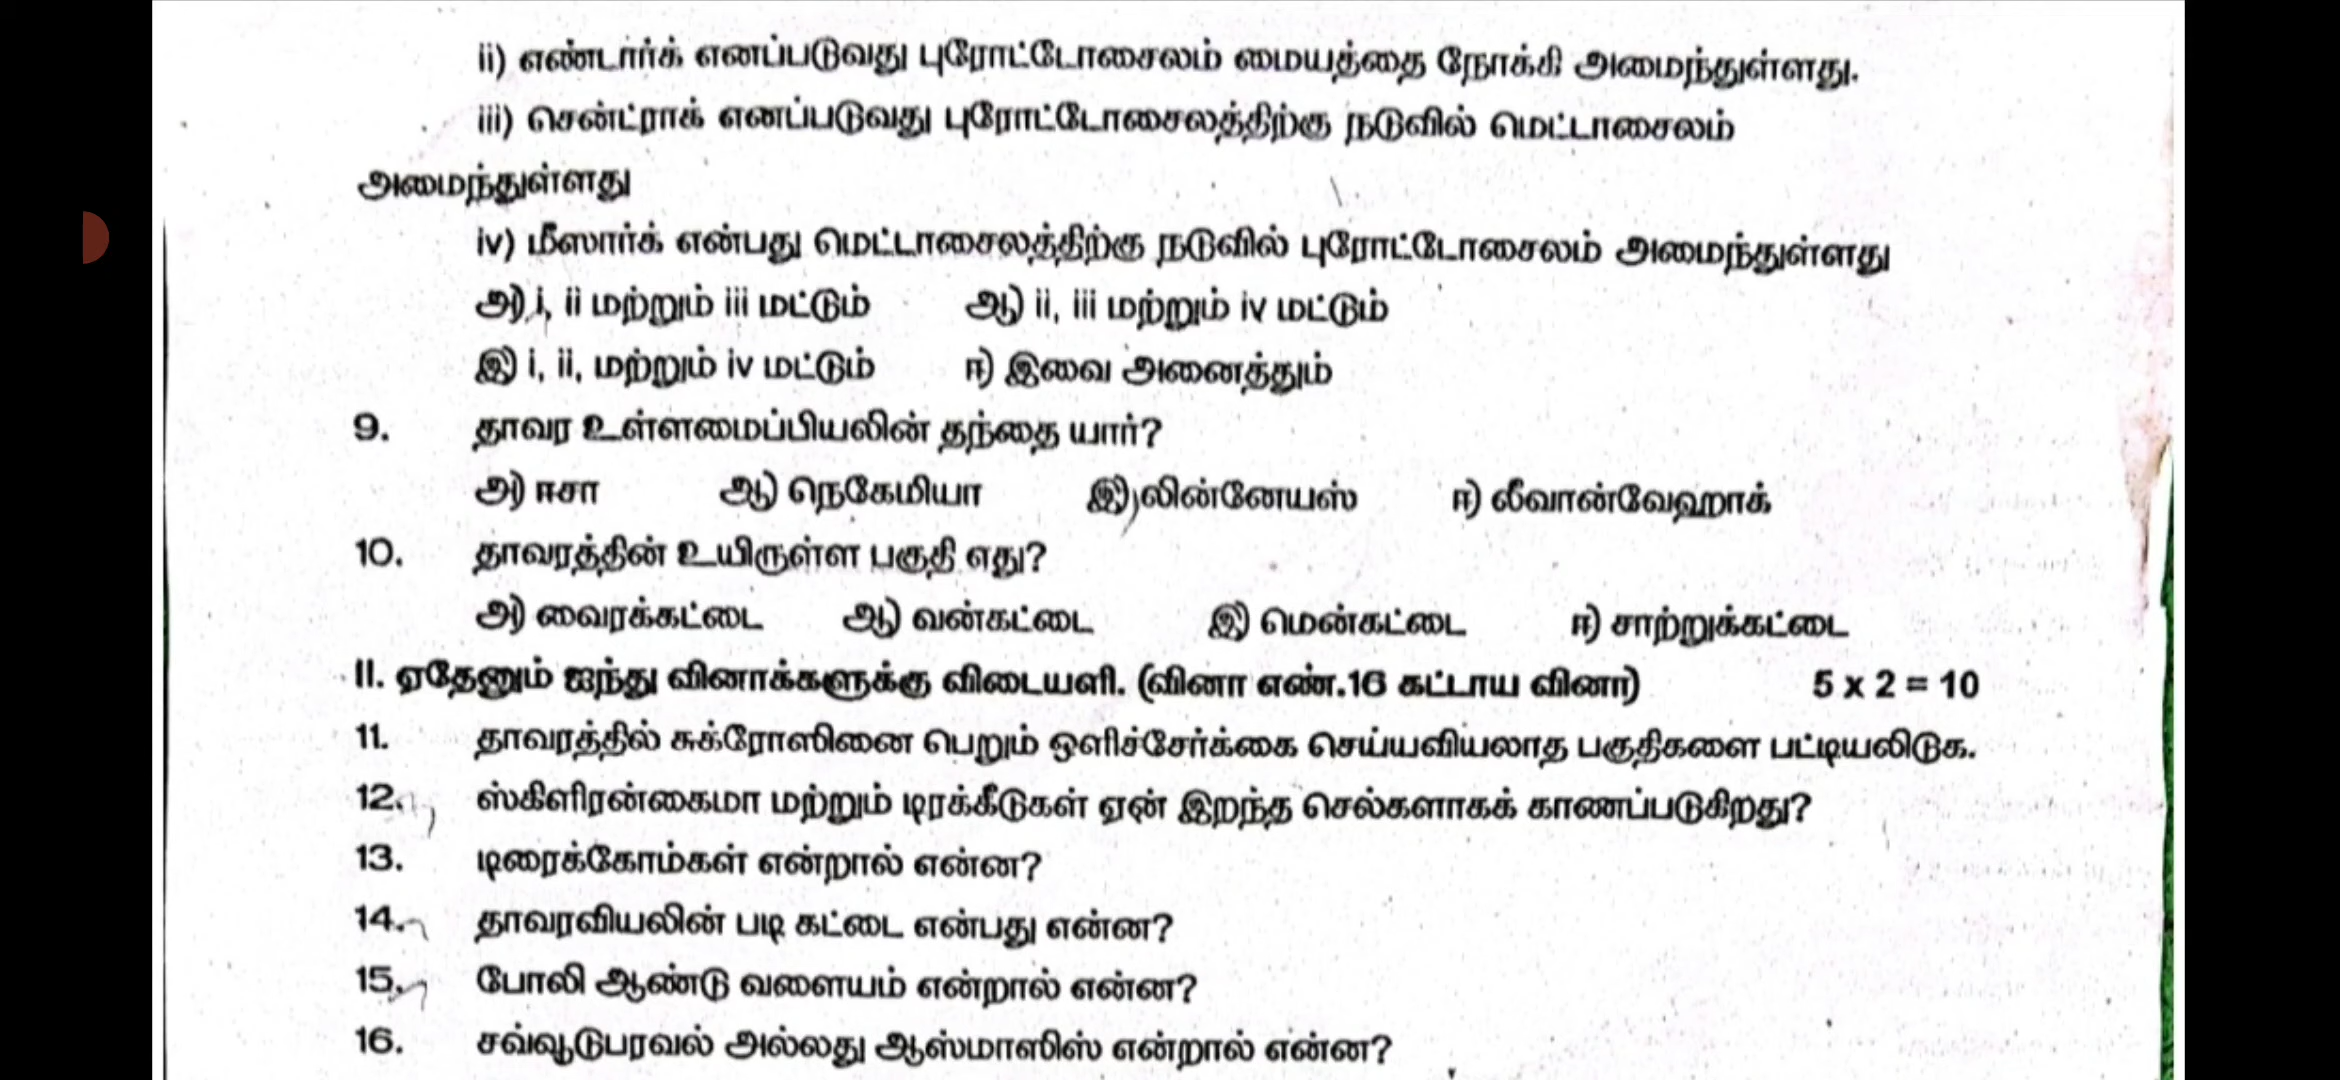 ii) எண்டார்க் எனப்படுவது புரோட்டோசைலம் மையத்தை நோக்கி அமைந்துள்ளது.
iii) சென்ட்ராக் எனப்படுவது புரோட்டோசைலத்திற்கு நடுவில் மெட்டாசைலம்
அமைந்துள்ளது
iv) மீஸார்க் என்பது மெட்டாசைலத்திற்கு நடுவில் புரோட்டோசைலம் அமைந்துள்ளது
அ) i, ii மற்றும் iii மட்டும் ஆ) ii, iii மற்றும் iv மட்டும்
இ) i, ii, மற்றும் iv மட்டும் ஈ) இவை அனைத்தும்
9. தாவர உள்ளமைப்பியலின் தந்தை யார்?
அ) ஈசா ஆ) நெகேமியா இ) லின்னேயஸ் ஈ) லீவான்வேஹாக்
10. தாவரத்தின் உயிருள்ள பகுதி எது?
அ) வைரக்கட்டை ஆ) வன்கட்டை இ) மென்கட்டை ஈ) சாற்றுக்கட்டை
II. ஏதேனும் ஐந்து வினாக்களுக்கு விடையளி. (வினா எண்.16 கட்டாய வினா) 5 x 2 = 10
11. தாவரத்தில் சுக்ரோஸினை பெறும் ஒளிச்சேர்க்கை செய்யவியலாத பகுதிகளை பட்டியலிடுக.
12. ஸ்கிளிரன்கைமா மற்றும் டிரக்கீடுகள் ஏன் இறந்த செல்களாகக் காணப்படுகிறது?
13. டிரைக்கோம்கள் என்றால் என்ன?
14. தாவரவியலின் படி கட்டை என்பது என்ன?
15. போலி ஆண்டு வளையம் என்றால் என்ன?
16. சவ்வூடுபரவல் அல்லது ஆஸ்மாஸிஸ் என்றால் என்ன?